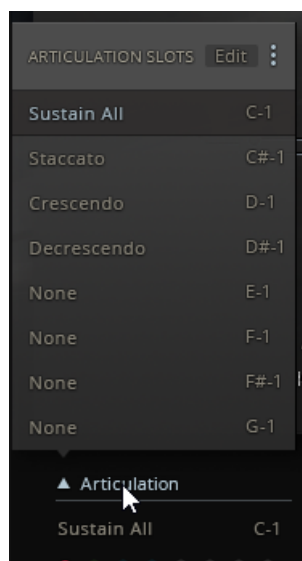 ARTICULATION SLOTS Edit
Sustain All C-1
Staccato C#-1
Crescendo D-1
Decrescendo D#-1
None E-1
None F-1
None F#-1
None G-1
▲ Articulation
Sustain All C-1